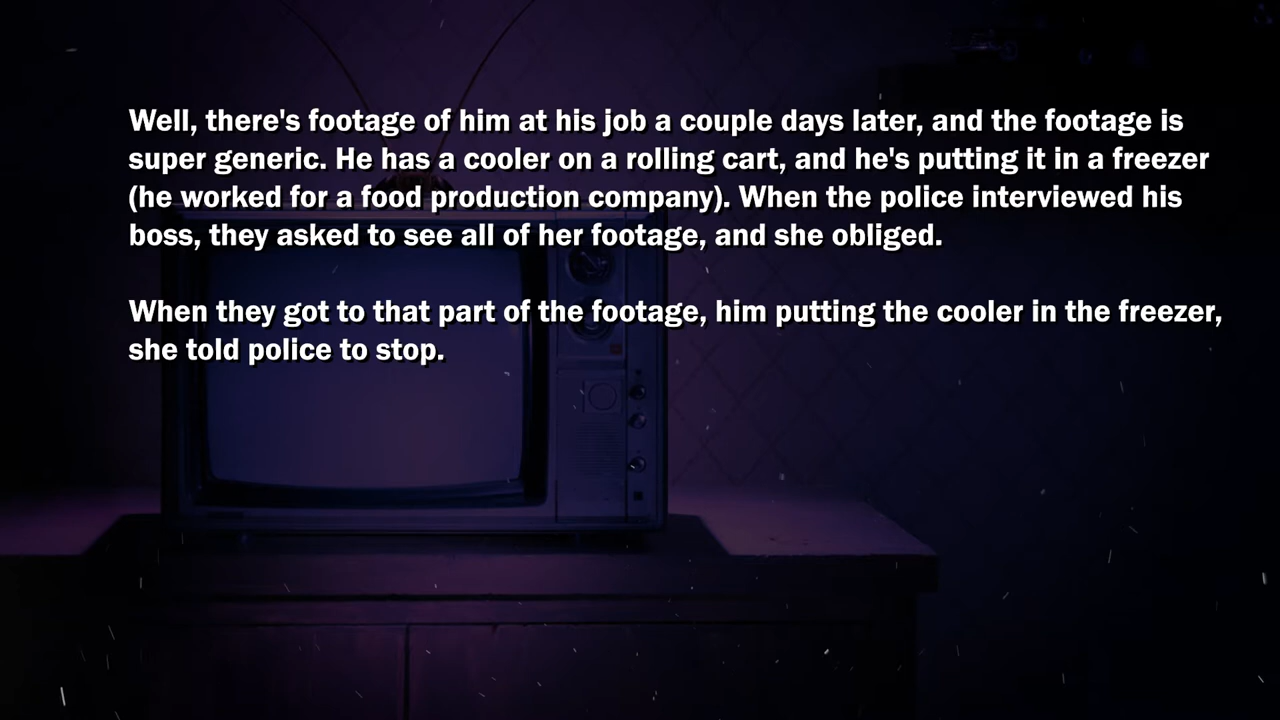 Well, there's footage of him at his job a couple days later, and the footage is
super generic. He has a cooler on a rolling cart, and he's putting it in a freezer
(he worked for a food production company). When the police interviewed his
boss, they asked to see all of her footage, and she obliged.
When they got to that part of the footage, him putting the cooler in the freezer,
she told police to stop.